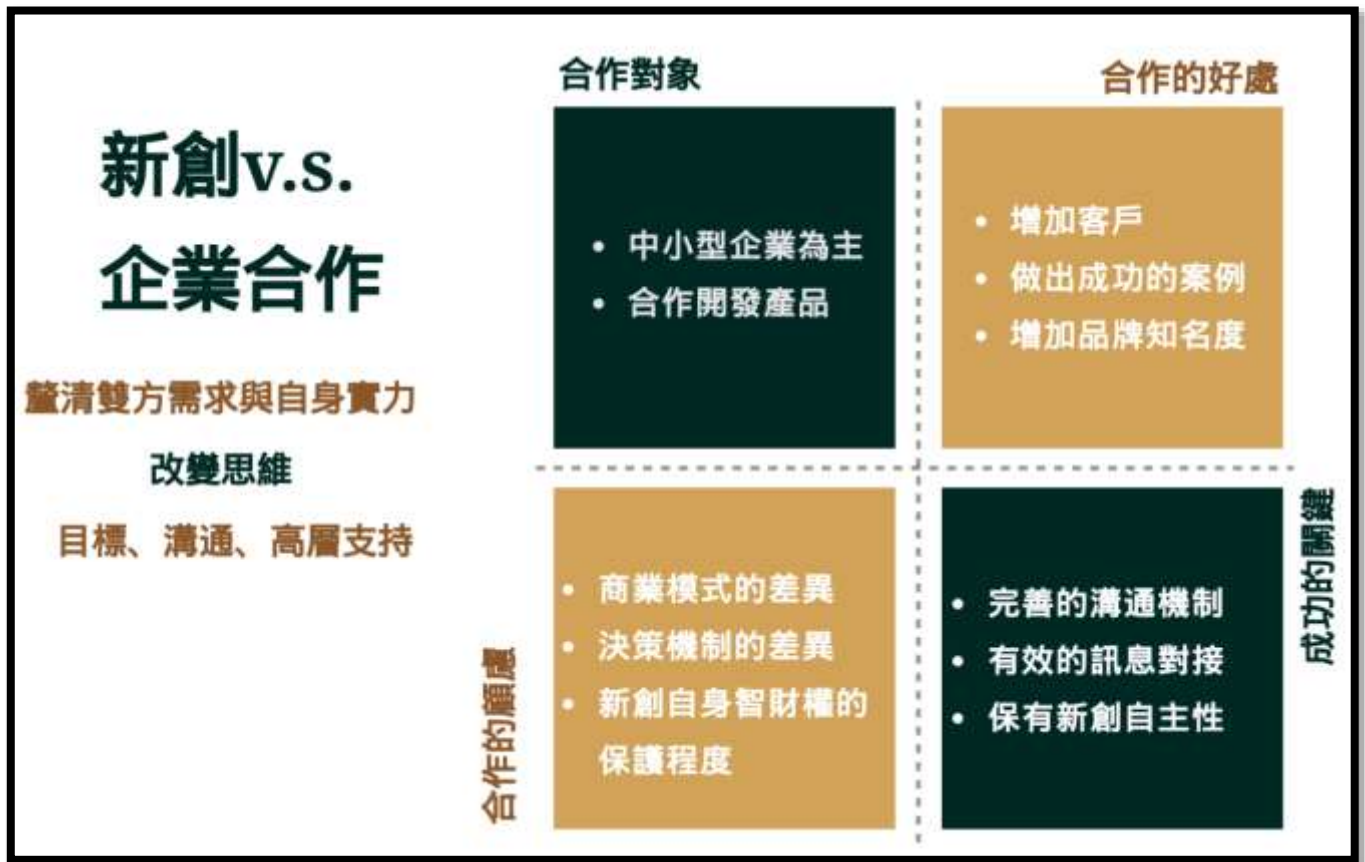 新創v.s.
企業合作
釐清雙方需求與自身實力
改變思維
目標、溝通、高層支持
合作對象
• 中小型企業為主
• 合作開發產品
合作的好處
• 增加客戶
• 做出成功的案例
• 增加品牌知名度
合作的顧慮
• 商業模式的差異
• 決策機制的差異
• 新創自身智財權的
保護程度
成功的關鍵
• 完善的溝通機制
• 有效的訊息對接
• 保有新創自主性